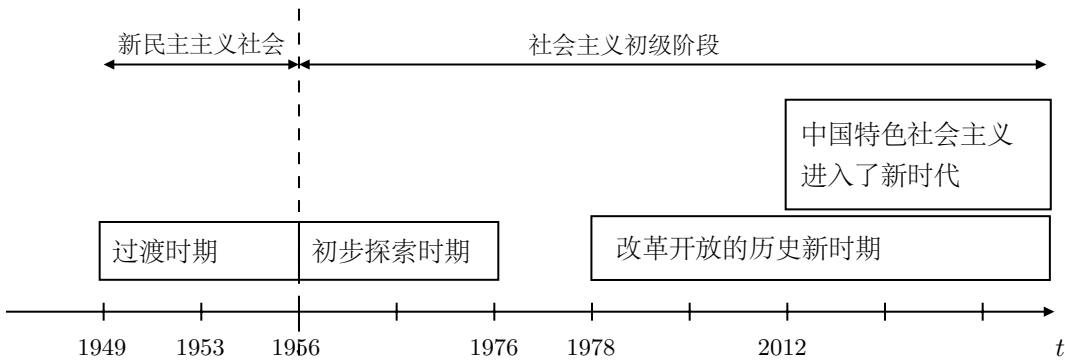 新民主主义社会
社会主义初级阶段
中国特色社会主义
进入了新时代
过渡时期
初步探索时期
改革开放的历史新时期
1949
1953
1956
1976
1978
2012
t